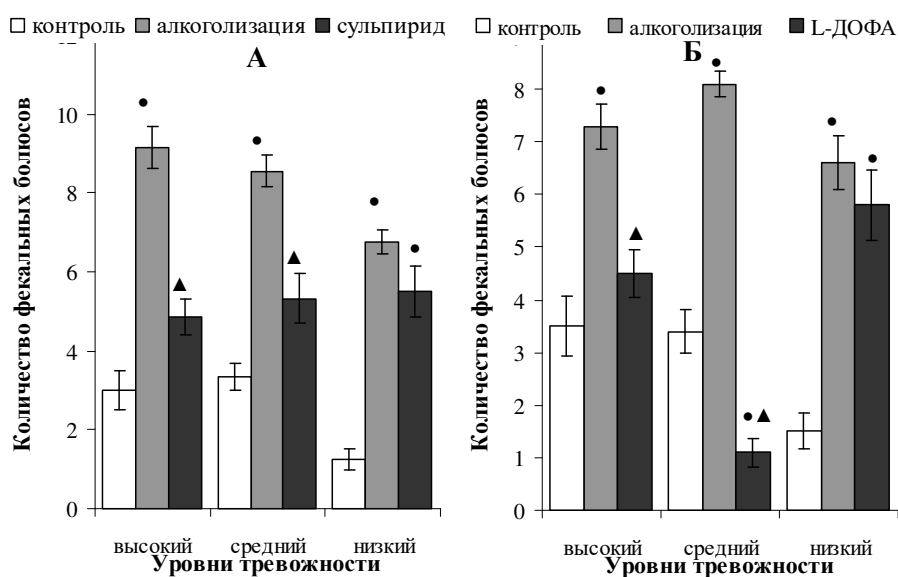 контроль алкоголизация сульпирид
А
Количество фекальных болюсов
12
10
8
6
4
2
0
высокий средний низкий
Уровни тревожности
контроль алкоголизация L-ДОФА
Б
Количество фекальных болюсов
8
7
6
5
4
3
2
1
0
высокий средний низкий
Уровни тревожности